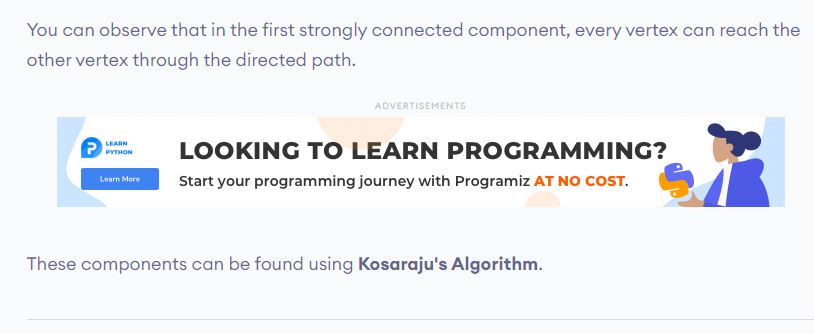 You can observe that in the first strongly connected component, every vertex can reach the
other vertex through the directed path.
ADVERTISEMENTS
LEARN
PYTHON
LOOKING TO LEARN PROGRAMMING?
Learn More
Start your programming journey with Programiz AT NO COST.
These components can be found using Kosaraju's Algorithm.